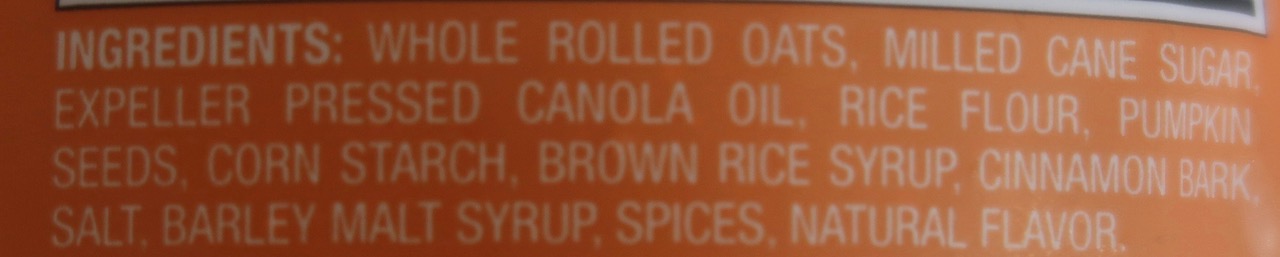 INGREDIENTS: WHOLE ROLLED OATS, MILLED CANE SUGAR,
EXPELLER PRESSED CANOLA OIL, RICE FLOUR, PUMPKIN
SEEDS, CORN STARCH, BROWN RICE SYRUP, CINNAMON BARK,
SALT, BARLEY MALT SYRUP, SPICES, NATURAL FLAVOR.